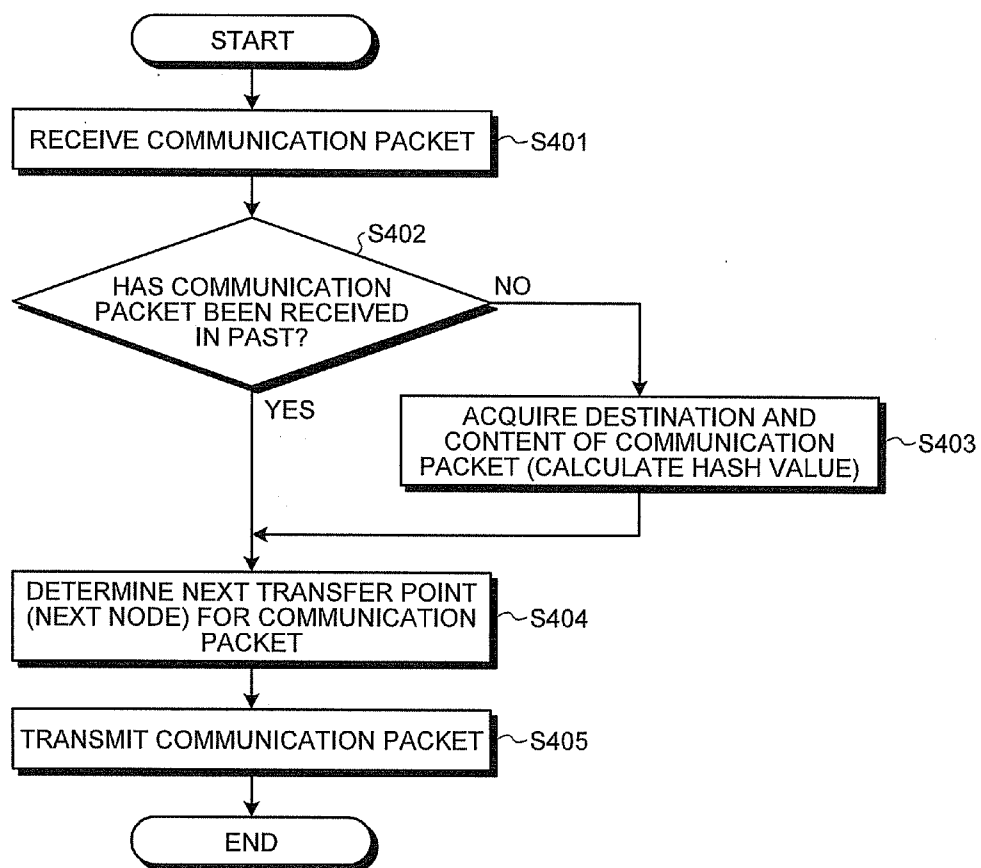 START
RECEIVE COMMUNICATION PACKET
S401
S402
HAS COMMUNICATION
PACKET BEEN RECEIVED
IN PAST?
NO
YES
ACQUIRE DESTINATION AND
CONTENT OF COMMUNICATION
PACKET (CALCULATE HASH VALUE)
S403
DETERMINE NEXT TRANSFER POINT
(NEXT NODE) FOR COMMUNICATION
PACKET
S404
TRANSMIT COMMUNICATION PACKET
S405
END